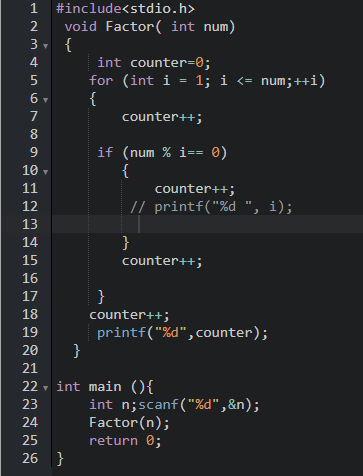 1 #include<stdio.h>
2 void Factor( int num)
3 {
4 int counter=0;
5 for (int i = 1; i <= num;++i)
6 {
7 counter++;
8
9 if (num % i== 0)
10 {
11 counter++;
12 // printf("%d ", i);
13
14 }
15 counter++;
16
17 }
18 counter++;
19 printf("%d",counter);
20 }
21
22 int main (){
23 int n;scanf("%d",&n);
24 Factor(n);
25 return 0;
26 }